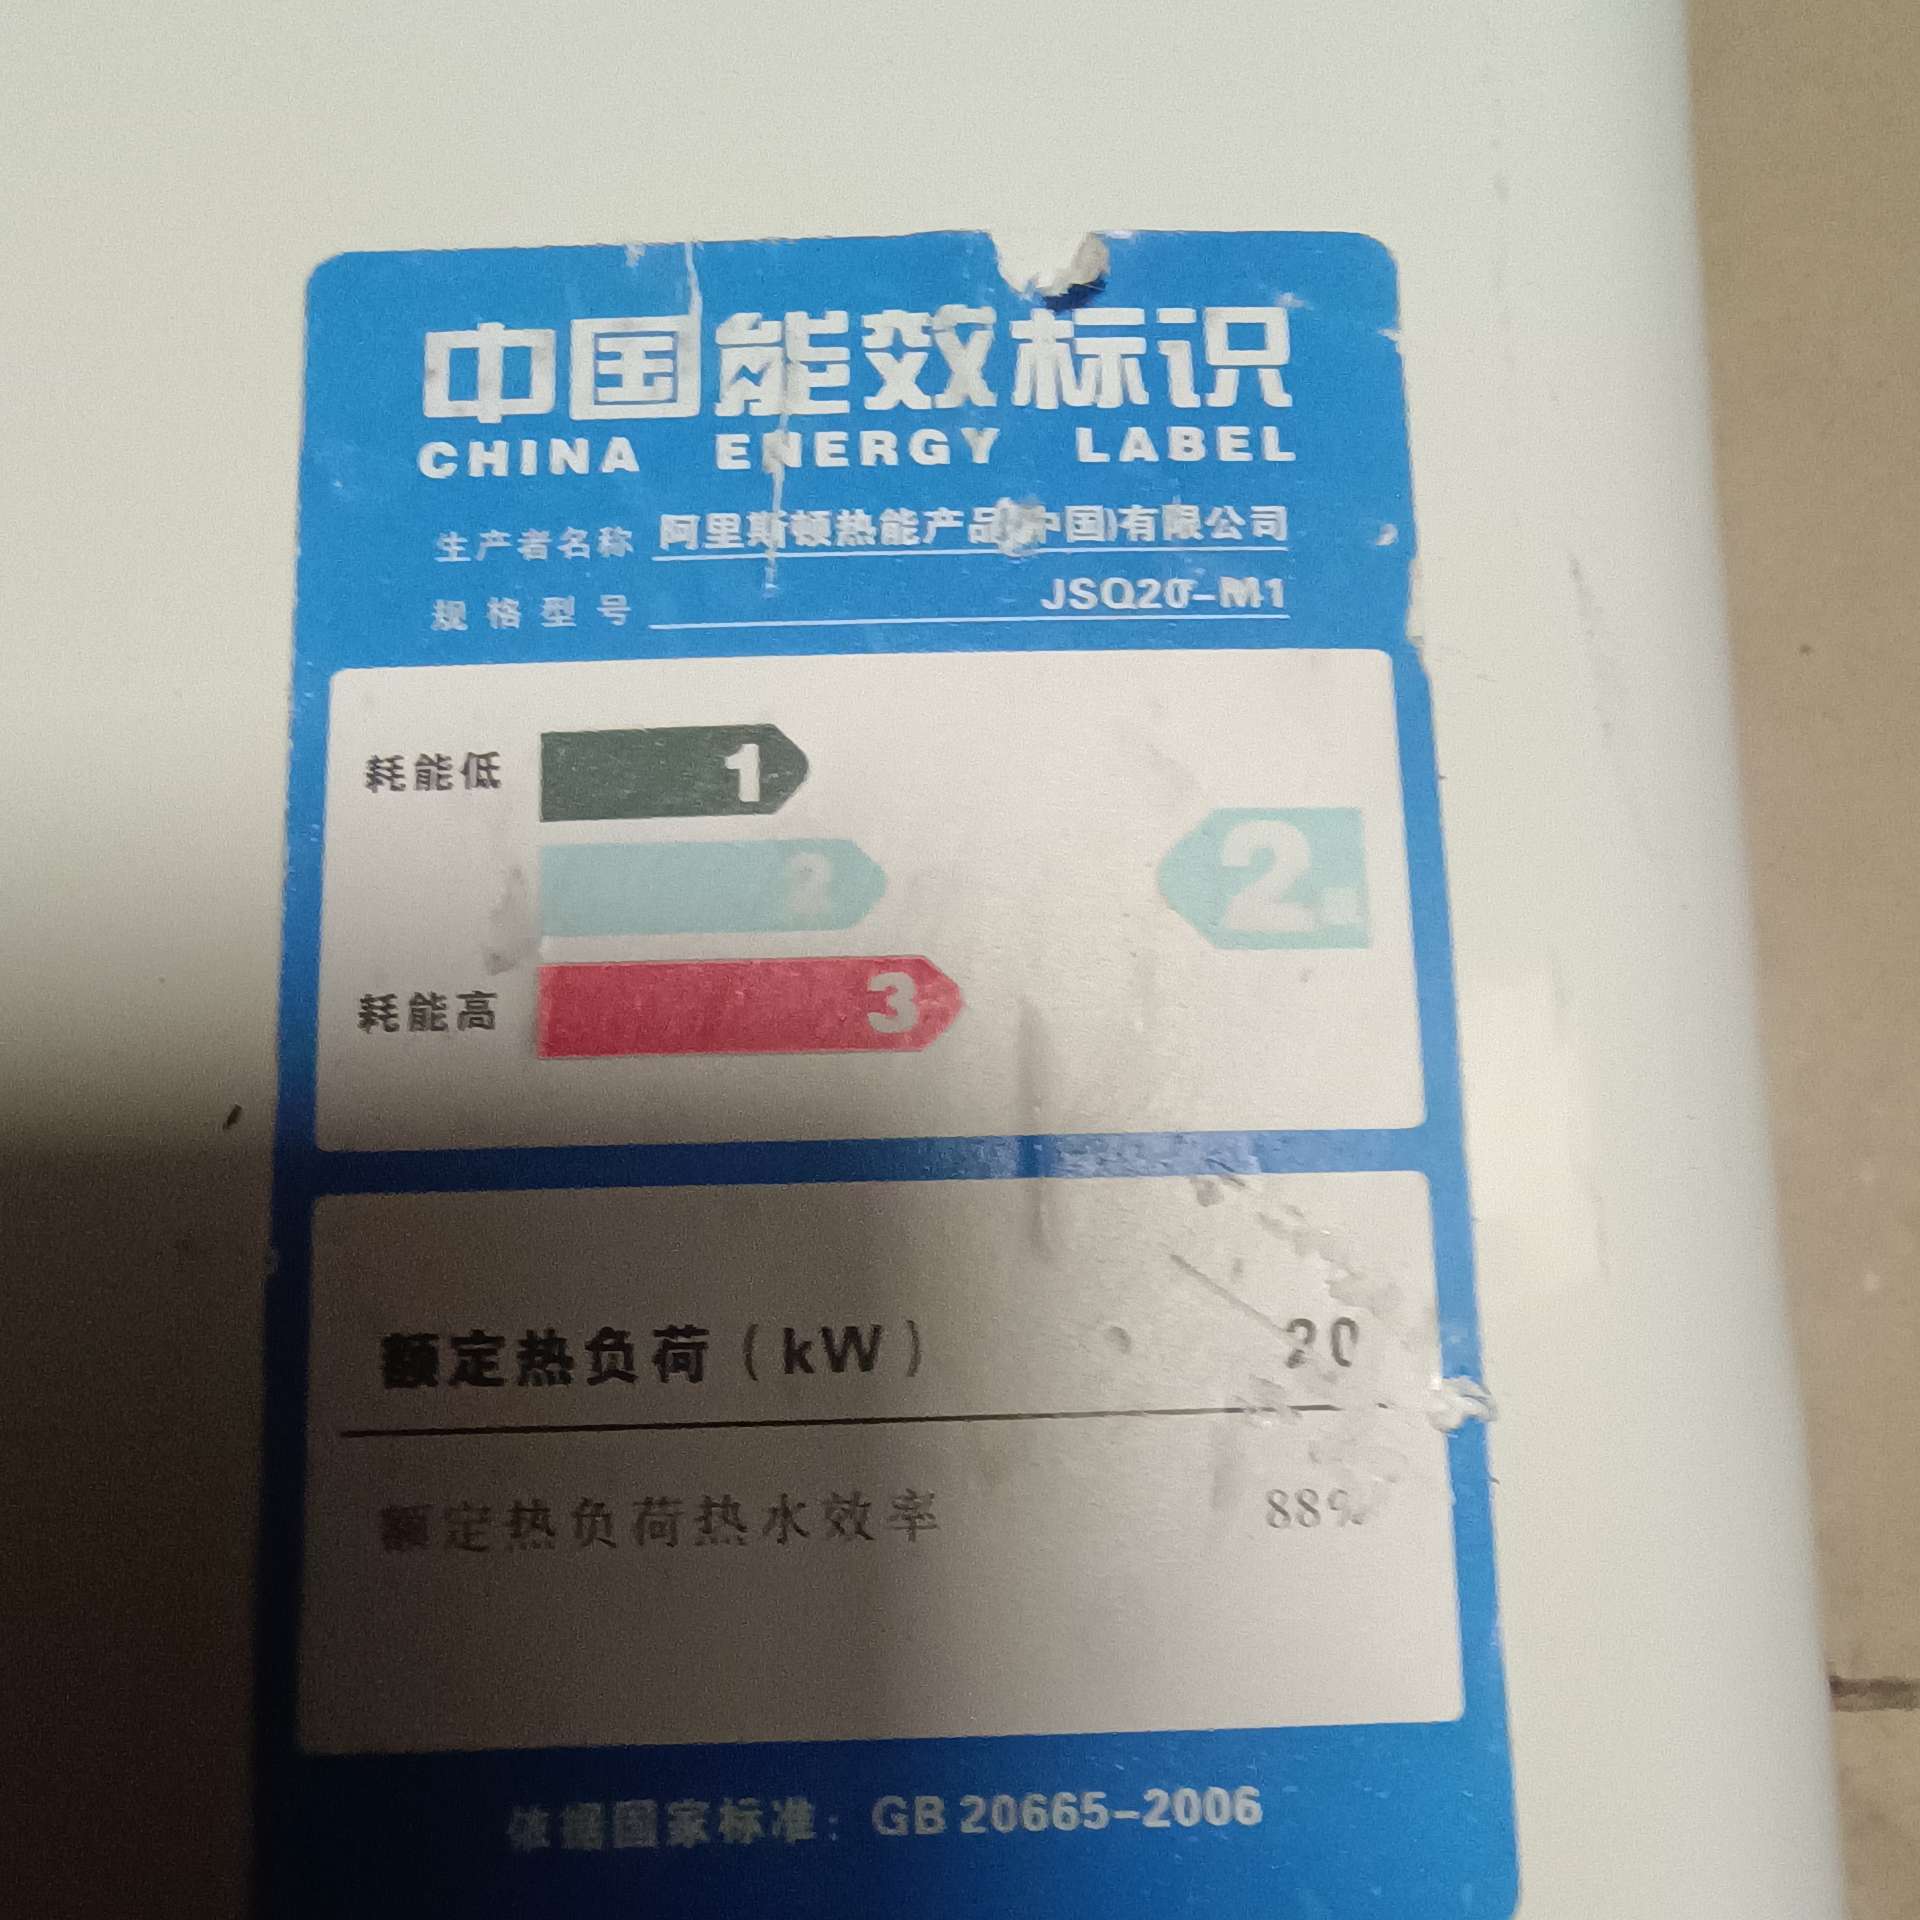 中国能效标识
CHINA ENERGY LABEL
生产者名称 阿里斯顿热能产品(中国)有限公司
规格型号 JSQ20-M1
耗能低 1
2 2
耗能高 3
额定热负荷(kW) 20
额定热负荷热水效率 88%
依据国家标准: GB 20665-2006